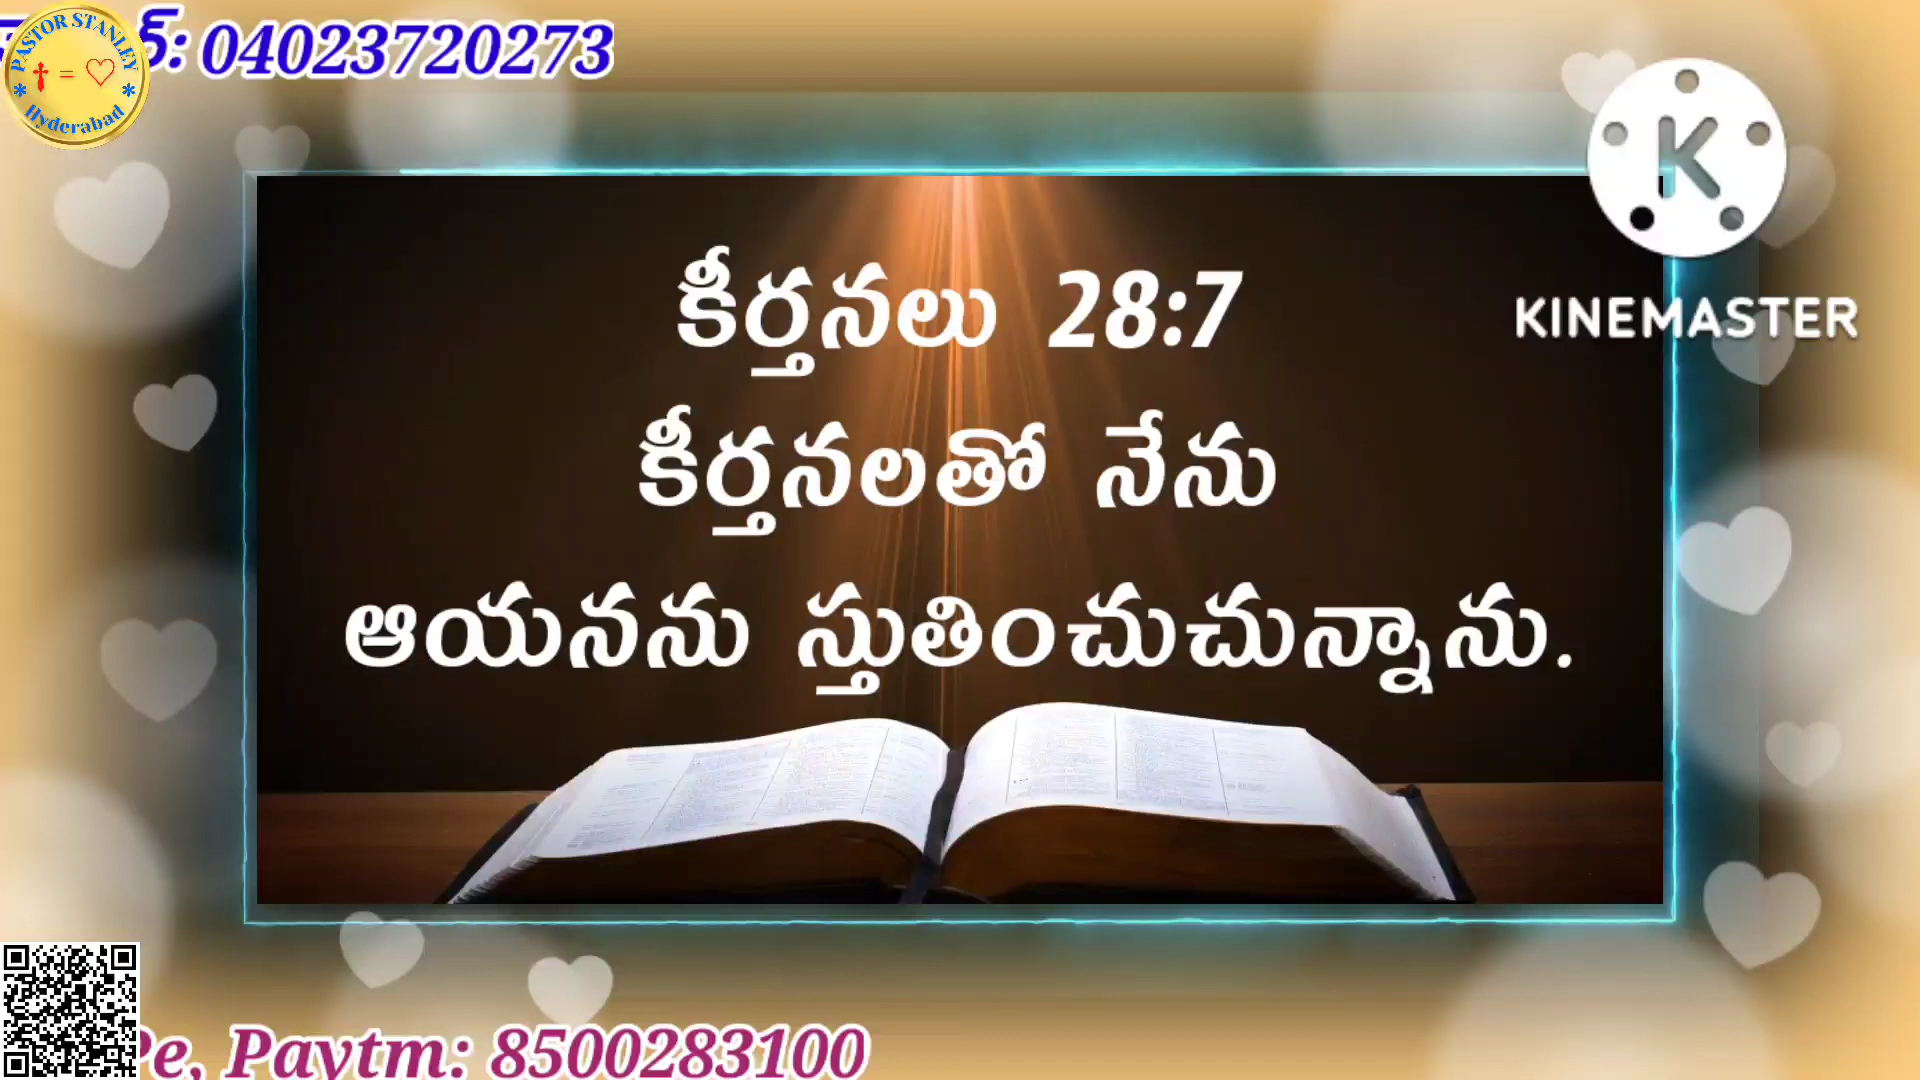 PASTOR STANLEY
† = ♡
* Hyderabad *
04023720273
KINEMASTER
కీర్తనలు 28:7
కీర్తనలతో నేను
ఆయనను స్తుతించుచున్నాను.
Pe, Paytm: 8500283100